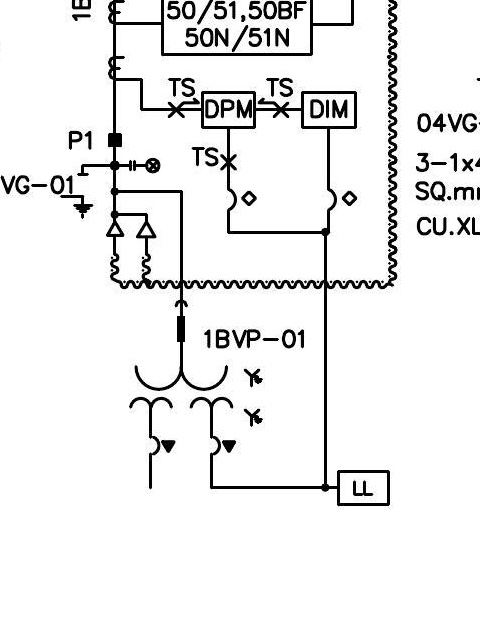 1B
50/51,50BF
50N/51N
TS TS
DPM DIM
04VG-
P1
TS
3-1x4
VG-01
SQ.m
CU.XL
1BVP-01
Y
Y
LL